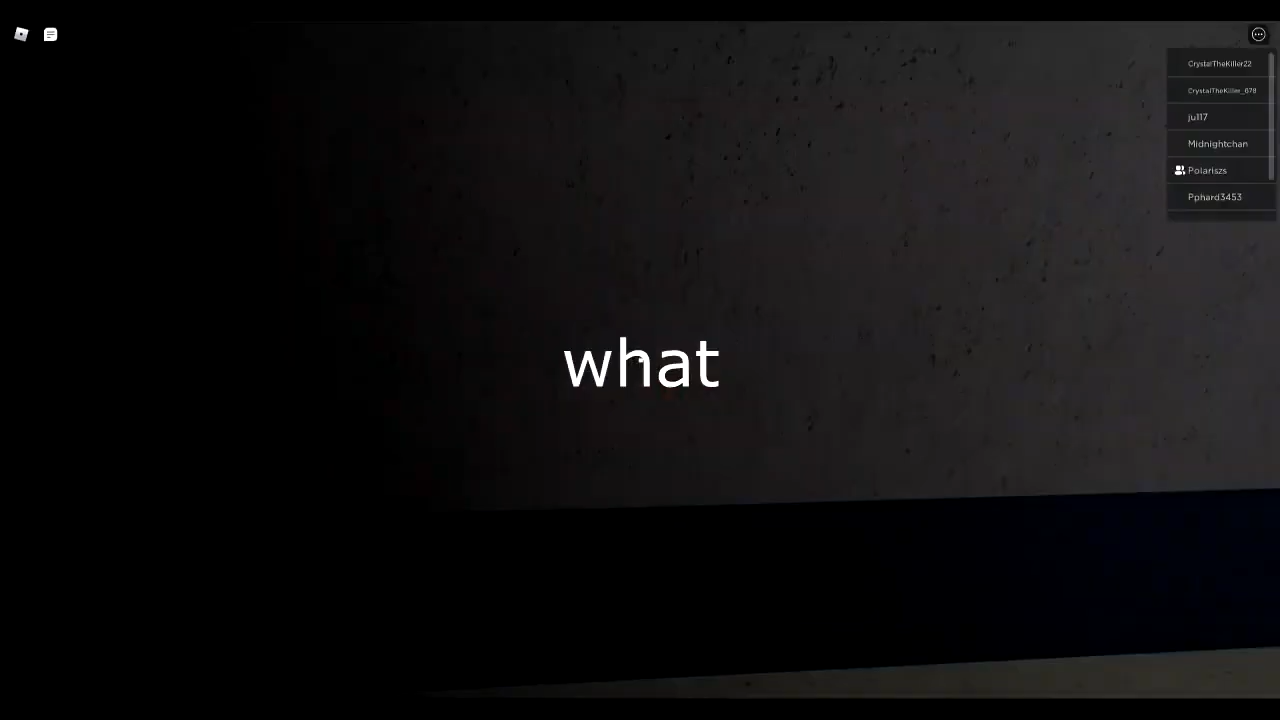 CrystalTheKiller22
CrystalTheKiller_678
ju117
Midnightchan
Polariszs
Pphard3453
what